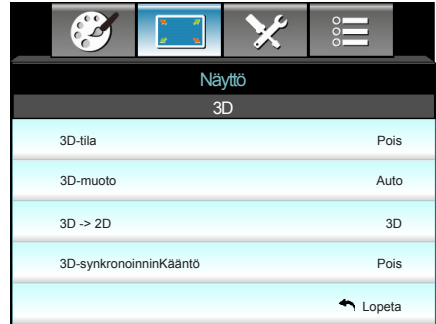 Näyttö
3D
3D-tila Pois
3D-muoto Auto
3D -> 2D 3D
3D-synkronoinninKääntö Pois
Lopeta